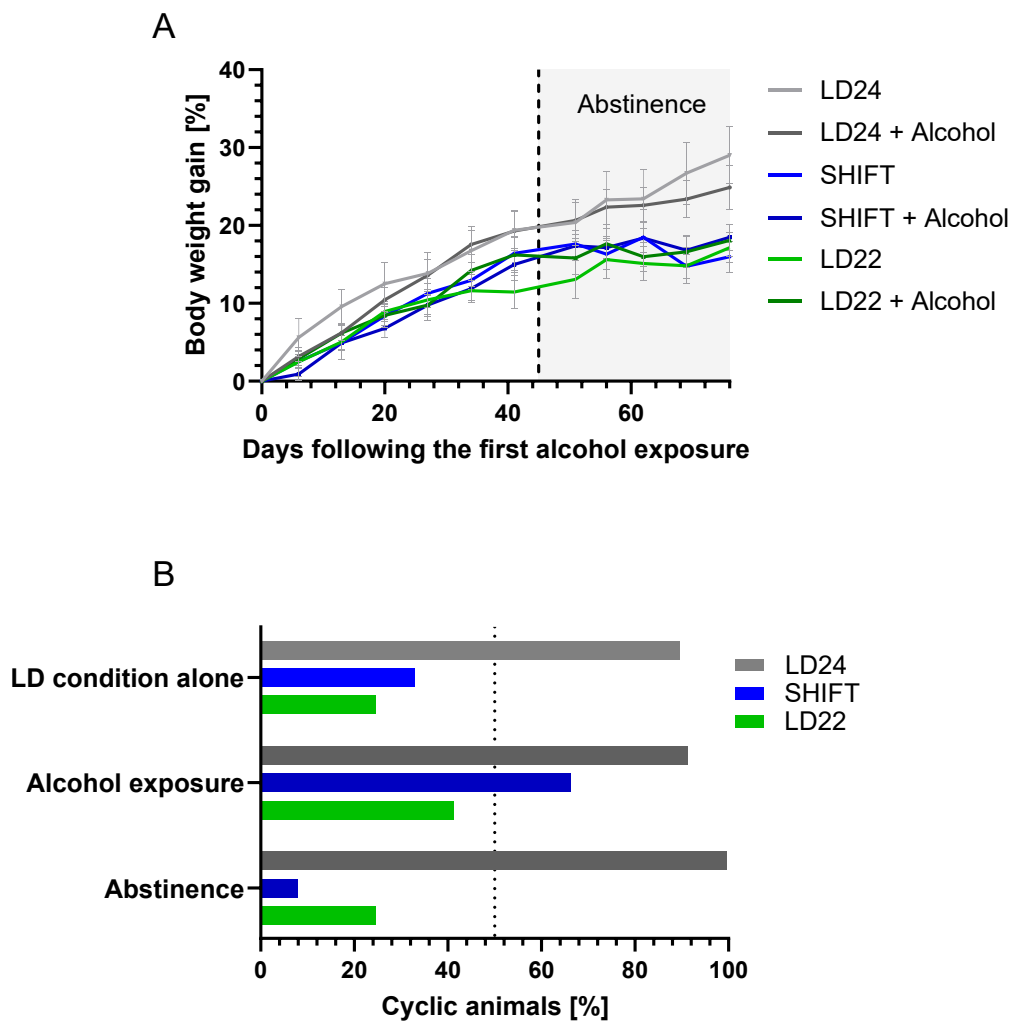 A
Body weight gain [%]
40
30
20
10
0
0 20 40 60
Days following the first alcohol exposure
Abstinence
LD24
LD24 + Alcohol
SHIFT
SHIFT + Alcohol
LD22
LD22 + Alcohol
B
LD condition alone
Alcohol exposure
Abstinence
0 20 40 60 80 100
Cyclic animals [%]
LD24
SHIFT
LD22